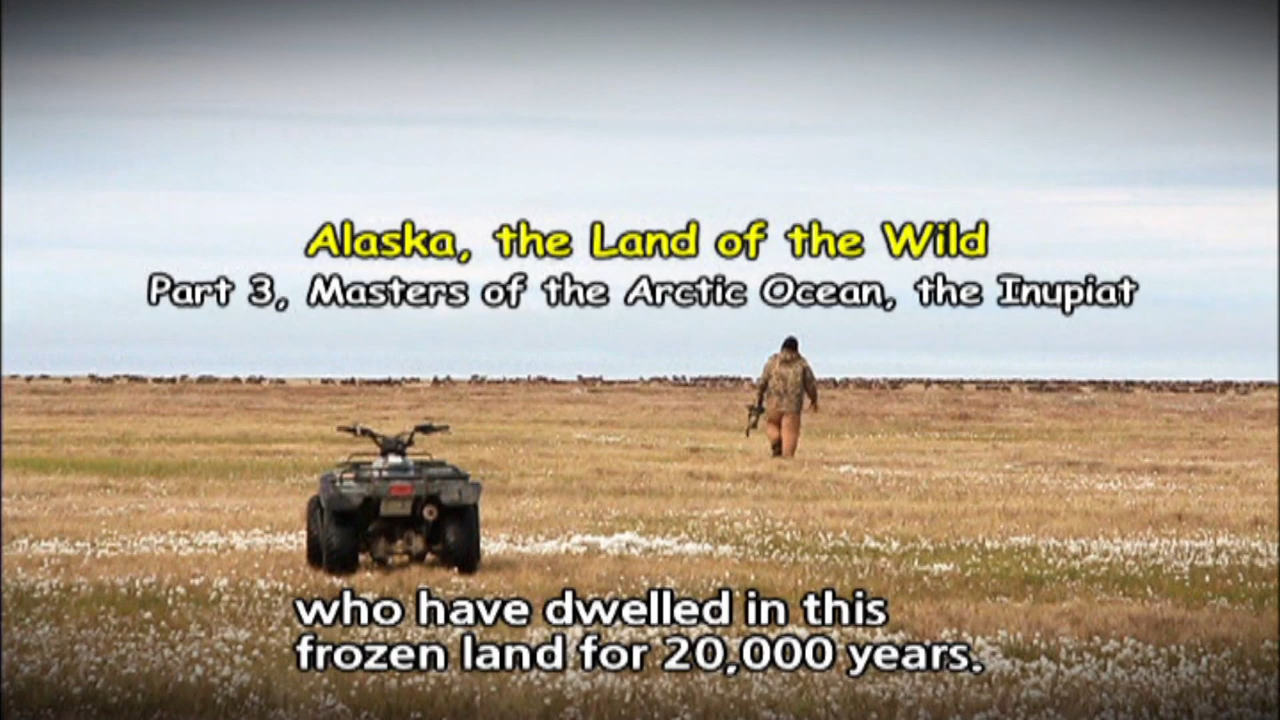 Alaska, the Land of the Wild
Part 3, Masters of the Arctic Ocean, the Inupiat
who have dwelled in this
frozen land for 20,000 years.